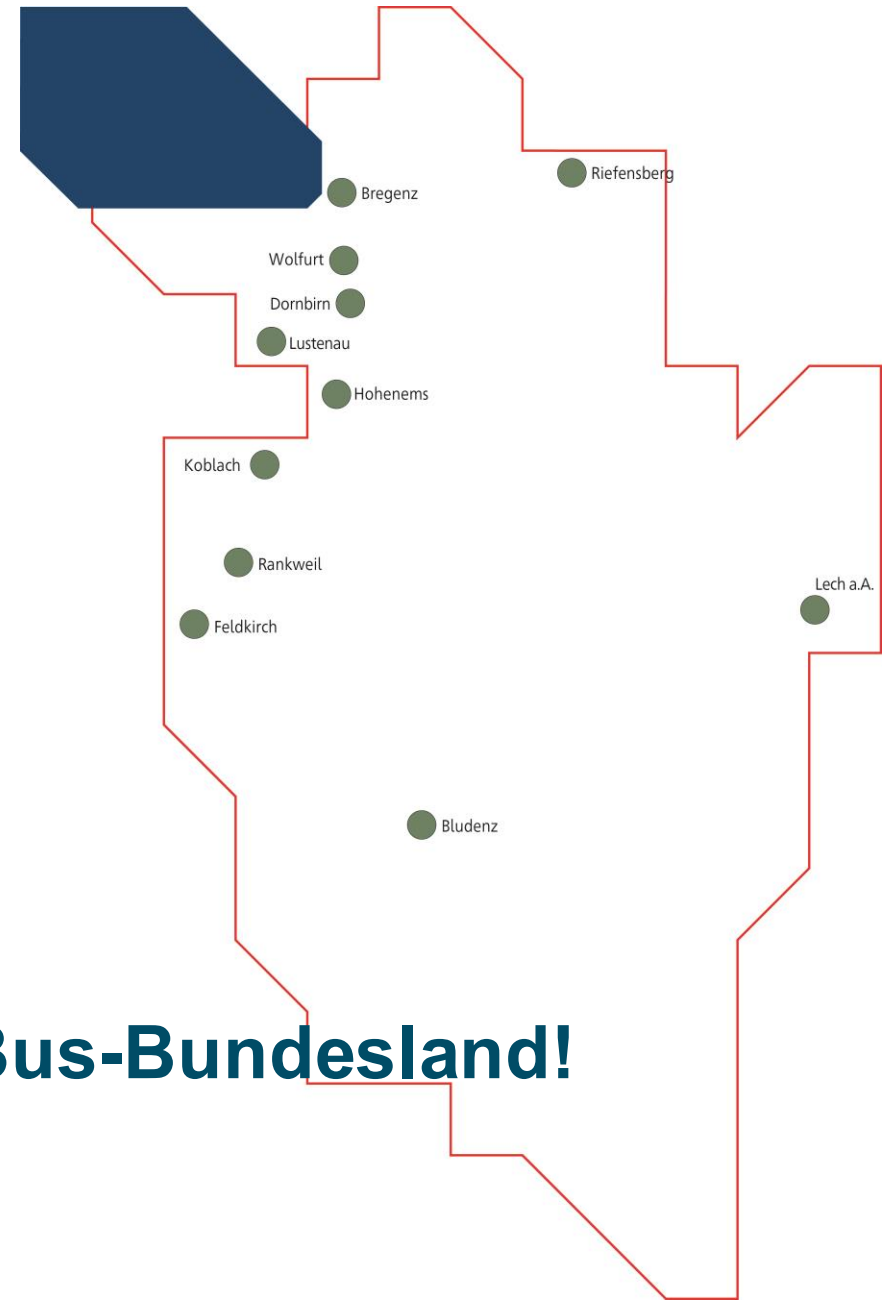 Riefensberg
Bregenz
Wolfurt
Dornbirn
Lustenau
Hohenems
Koblach
Rankweil
Lech a.A.
Feldkirch
Bludenz
Bus-Bundesland!